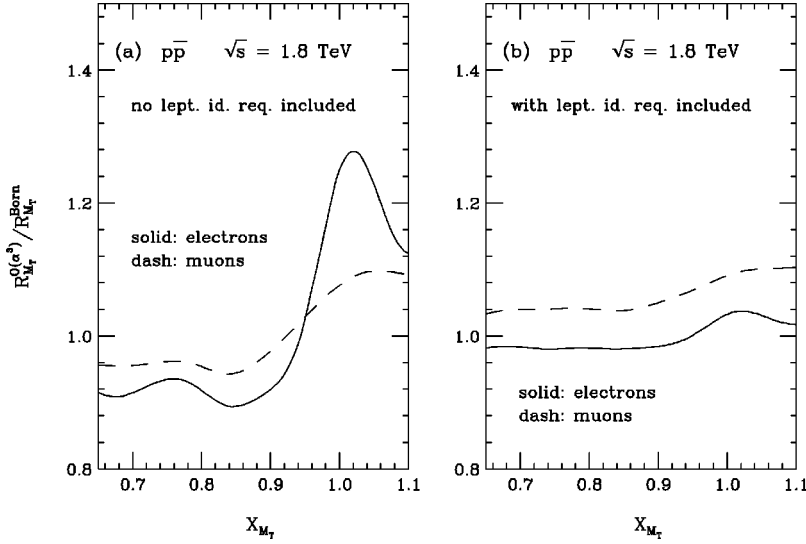 (a) pp̅ √s = 1.8 TeV
no lept. id. req. included
solid: electrons
dash: muons
R_{M_T}^{O(α³)}/R_{M_T}^{Born}
1.4
1.2
1.0
0.8
0.7 0.8 0.9 1.0 1.1
X_{M_T}
(b) pp̅ √s = 1.8 TeV
with lept. id. req. included
solid: electrons
dash: muons
1.4
1.2
1.0
0.8
0.7 0.8 0.9 1.0 1.1
X_{M_T}